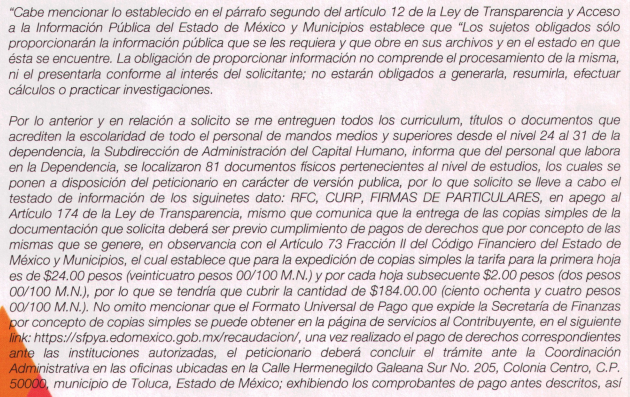 “Cabe mencionar lo establecido en el párrafo segundo del artículo 12 de la Ley de Transparencia y Acceso
a la Información Pública del Estado de México y Municipios establece que “Los sujetos obligados sólo
proporcionarán la información pública que se les requiera y que obre en sus archivos y en el estado en que
ésta se encuentre. La obligación de proporcionar información no comprende el procesamiento de la misma,
ni el presentarla conforme al interés del solicitante; no estarán obligados a generarla, resumirla, efectuar
cálculos o practicar investigaciones.
Por lo anterior y en relación a solicito se me entreguen todos los curriculum, títulos o documentos que
acrediten la escolaridad de todo el personal de mandos medios y superiores desde el nivel 24 al 31 de la
dependencia, la Subdirección de Administración del Capital Humano, informa que del personal que labora
en la Dependencia, se localizaron 81 documentos físicos pertenecientes al nivel de estudios, los cuales se
ponen a disposición del peticionario en carácter de versión publica, por lo que solicito se lleve a cabo el
testado de información de los siguinetes dato: RFC, CURP, FIRMAS DE PARTICULARES, en apego al
Artículo 174 de la Ley de Transparencia, mismo que comunica que la entrega de las copias simples de la
documentación que solicita deberá ser previo cumplimiento de pagos de derechos que por concepto de las
mismas que se genere, en observancia con el Artículo 73 Fracción II del Código Financiero del Estado de
México y Municipios, el cual establece que para la expedición de copias simples la tarifa para la primera hoja
es de $24.00 pesos (veinticuatro pesos 00/100 M.N.) y por cada hoja subsecuente $2.00 pesos (dos pesos
00/100 M.N.), por lo que se tendría que cubrir la cantidad de $184.00.00 (ciento ochenta y cuatro pesos
00/100 M.N.). No omito mencionar que el Formato Universal de Pago que expide la Secretaría de Finanzas
por concepto de copias simples se puede obtener en la página de servicios al Contribuyente, en el siguiente
link: https://sfpya.edomexico.gob.mx/recaudacion/, una vez realizado el pago de derechos correspondientes
ante las instituciones autorizadas, el peticionario deberá concluir el trámite ante la Coordinación
Administrativa en las oficinas ubicadas en la Calle Hermenegildo Galeana Sur No. 205, Colonia Centro, C.P.
50000, municipio de Toluca, Estado de México; exhibiendo los comprobantes de pago antes descritos, así